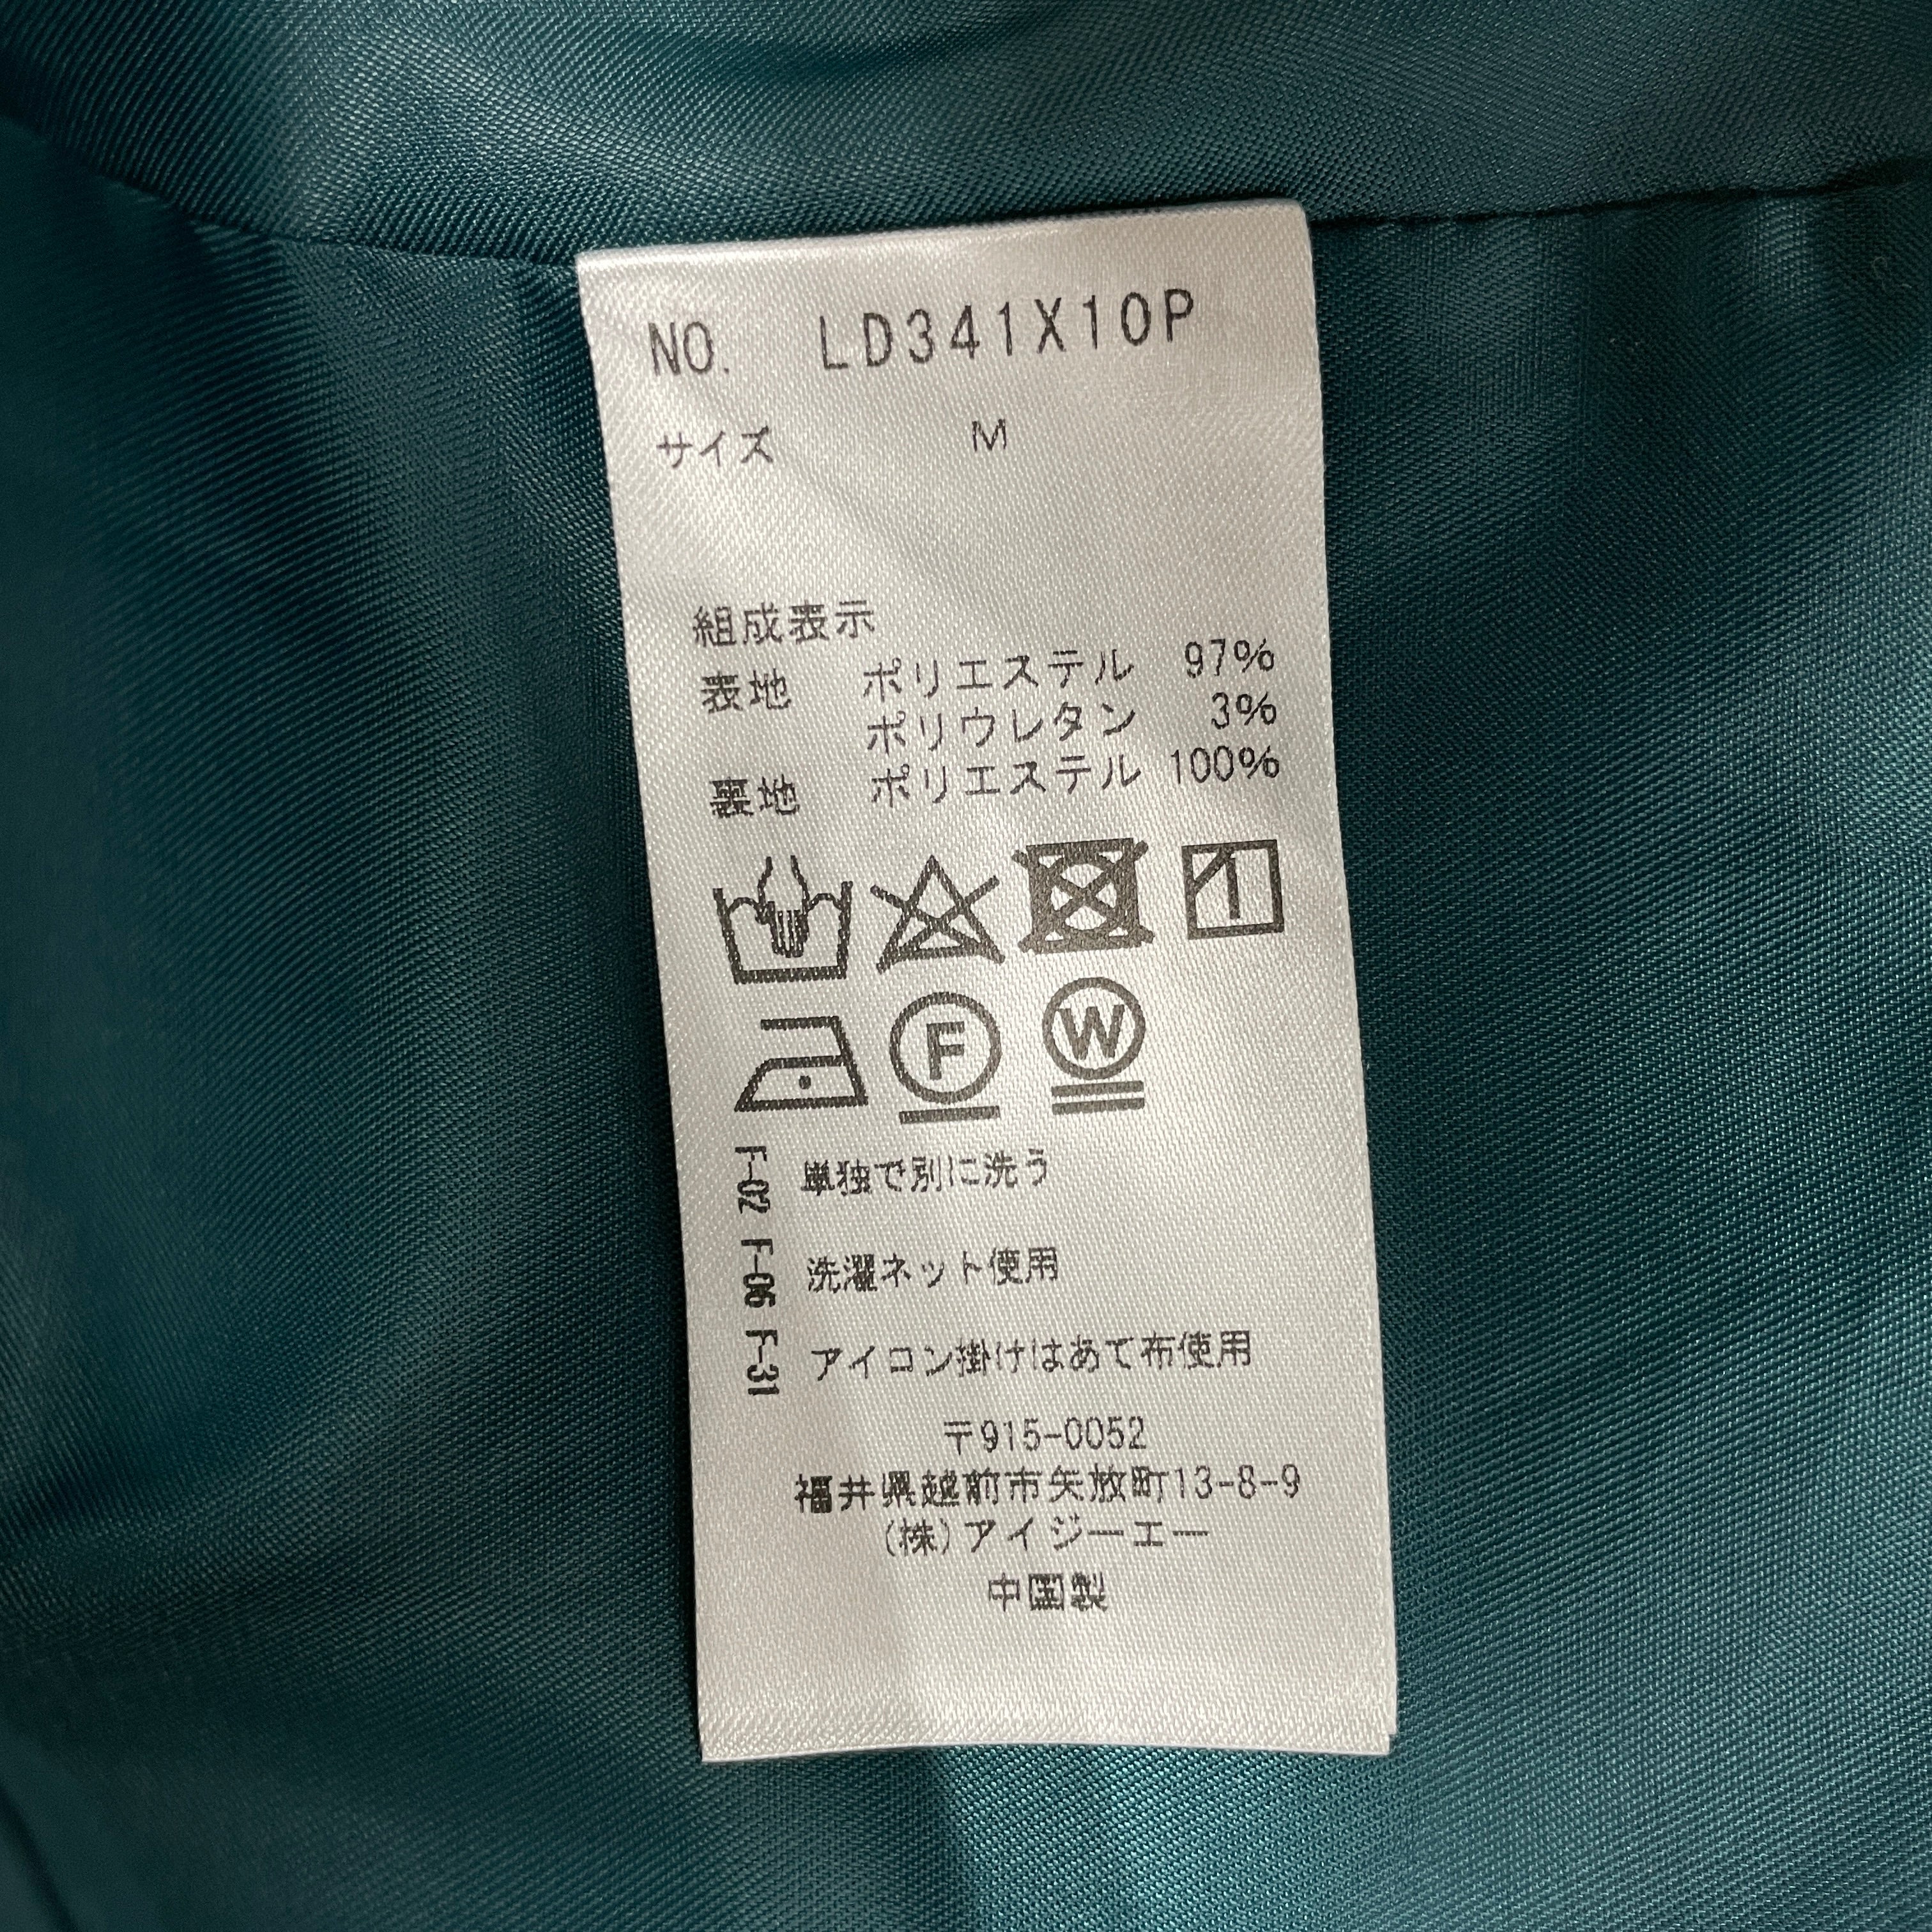 NO. LD341X10P
サイズ M
組成表示
表地 ポリエステル 97%
ポリウレタン 3%
裏地 ポリエステル 100%
F
W
F-02 F-06 F-31
単独で別に洗う
洗濯ネット使用
アイロン掛けはあて布使用
〒915-0052
福井県越前市矢放町13-8-9
(株)アイジーエー
中国製